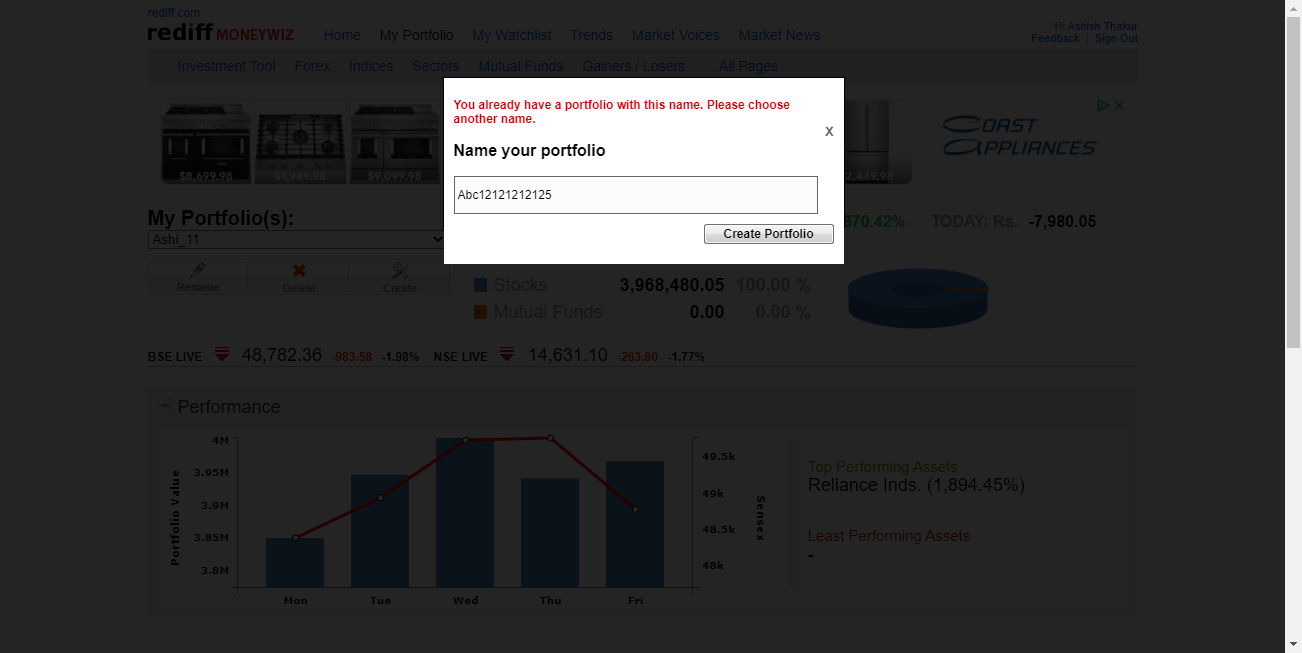 rediff.com
rediff MONEYWIZ
Home My Portfolio My Watchlist Trends Market Voices Market News
Hi Ashish Thakur
Feedback | Sign Out
Investment Tool Forex Indices Sectors Mutual Funds Gainers / Losers All Pages
You already have a portfolio with this name. Please choose
another name.
X
Name your portfolio
Abc12121212125
Create Portfolio
$8,699.98 $1,949.98 $9,099.98 2,449.98
COAST
APPLIANCES
My Portfolio(s):
Ashi_11
870.42% TODAY: Rs. -7,980.05
Rename Delete Create
Stocks 3,968,480.05 100.00 %
Mutual Funds 0.00 0.00 %
BSE LIVE 48,782.36 -983.58 -1.98% NSE LIVE 14,631.10 -263.80 -1.77%
Performance
Portfolio Value
4M
3.95M
3.9M
3.85M
3.8M
Mon Tue Wed Thu Fri
49.5k
49k
48.5k
48k
Sensex
Top Performing Assets
Reliance Inds. (1,894.45%)
Least Performing Assets
-